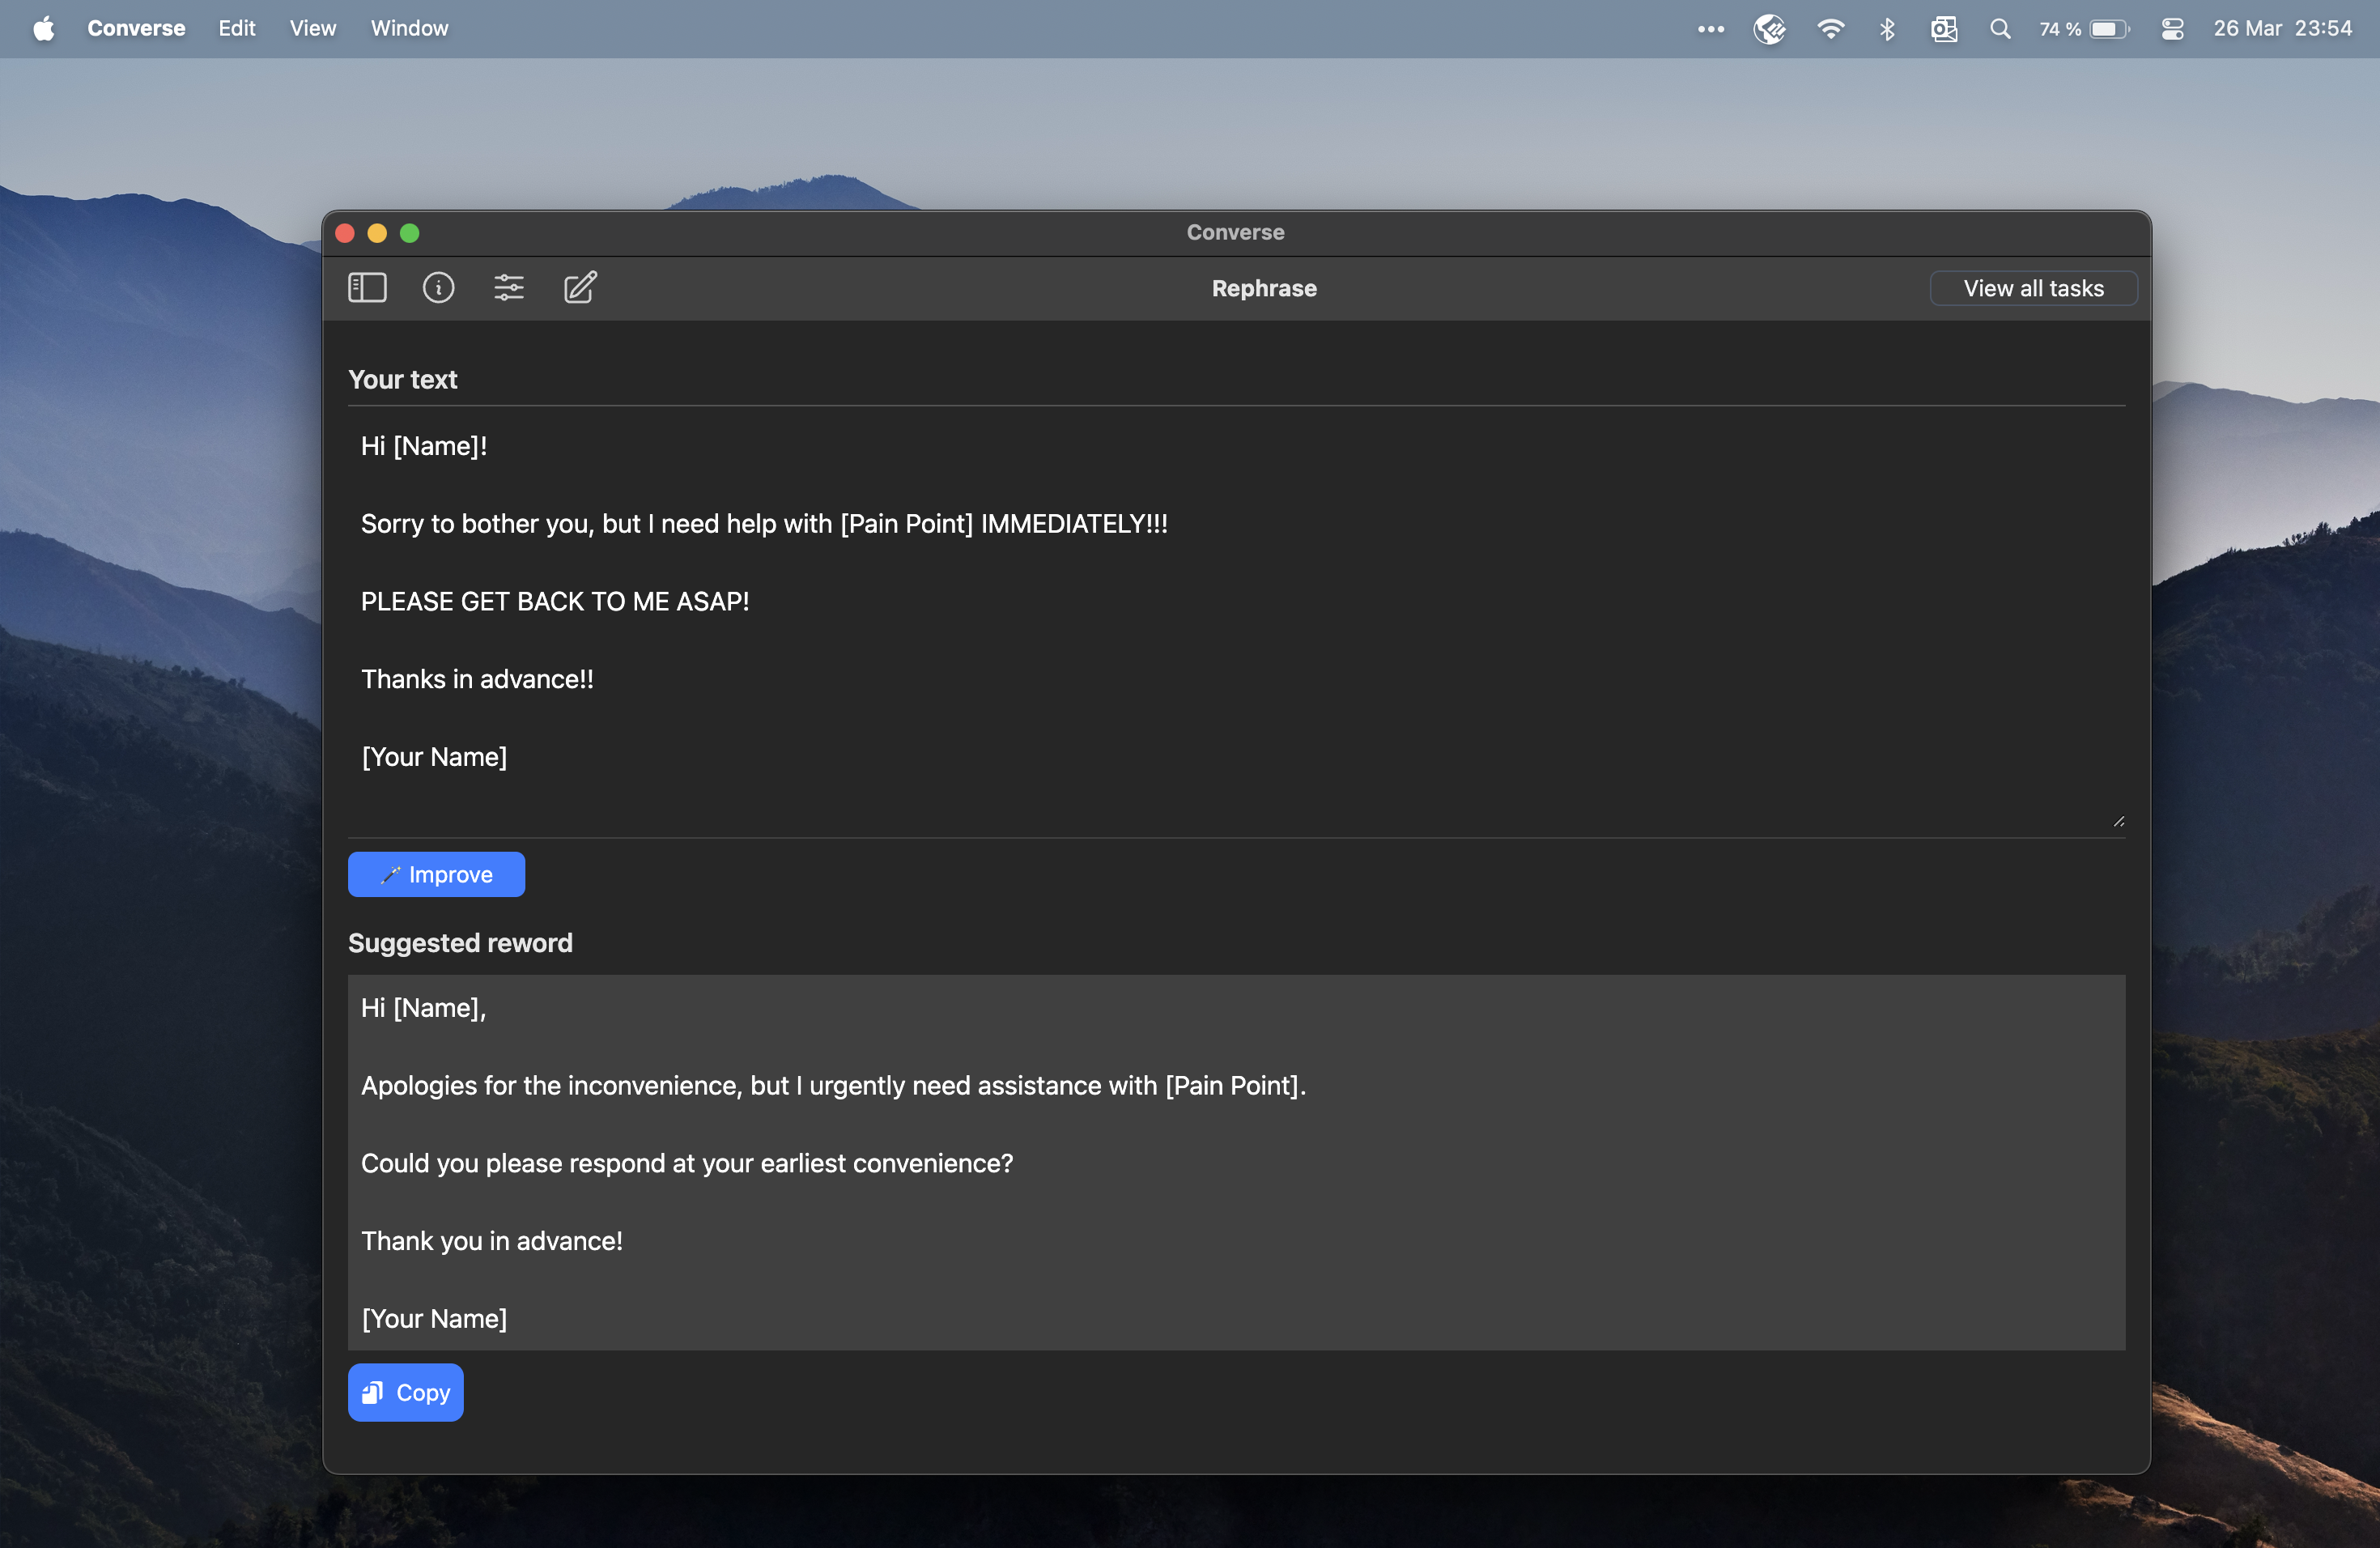 Converse Edit View Window 74 % 26 Mar 23:54
Converse
Rephrase View all tasks
Your text
Hi [Name]!
Sorry to bother you, but I need help with [Pain Point] IMMEDIATELY!!!
PLEASE GET BACK TO ME ASAP!
Thanks in advance!!
[Your Name]
Improve
Suggested reword
Hi [Name],
Apologies for the inconvenience, but I urgently need assistance with [Pain Point].
Could you please respond at your earliest convenience?
Thank you in advance!
[Your Name]
Copy